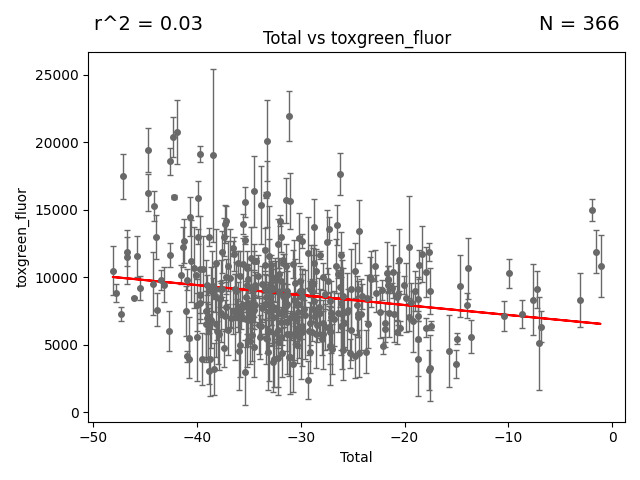 r^2 = 0.03
N = 366
Total vs toxgreen_fluor
25000
20000
15000
10000
5000
0
toxgreen_fluor
−50
−40
−30
−20
−10
0
Total